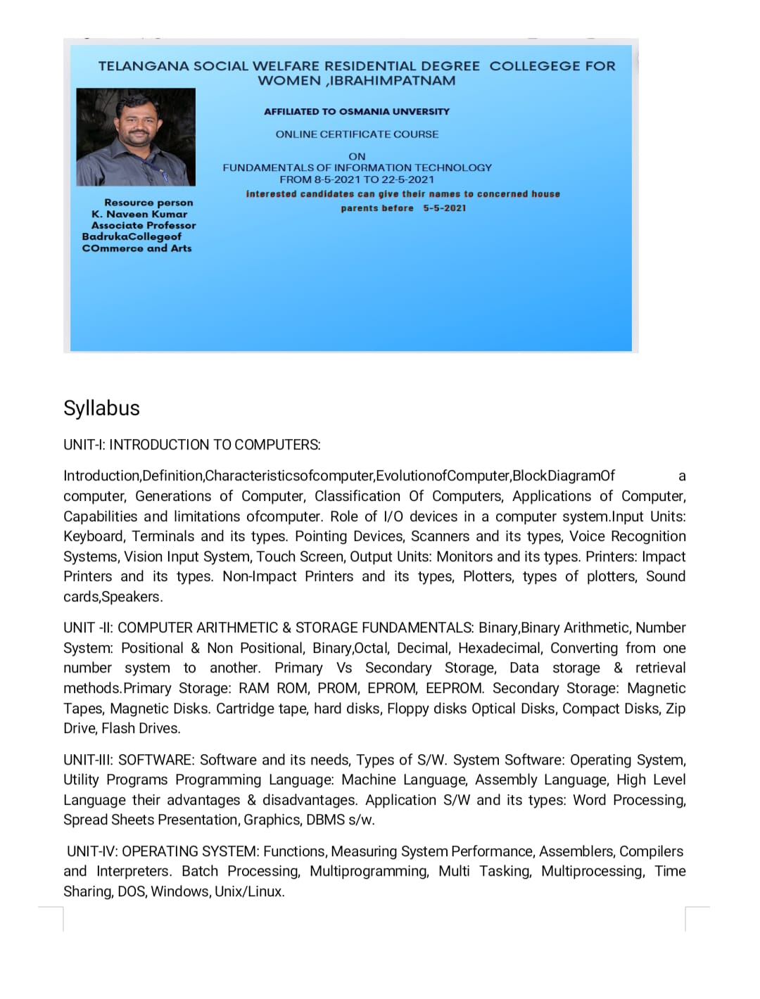 TELANGANA SOCIAL WELFARE RESIDENTIAL DEGREE COLLEGEGE FOR
WOMEN ,IBRAHIMPATNAM
AFFILIATED TO OSMANIA UNVERSITY
ONLINE CERTIFICATE COURSE
ON
FUNDAMENTALS OF INFORMATION TECHNOLOGY
FROM 8-5-2021 TO 22-5-2021
interested candidates can give their names to concerned house
parents before 5-5-2021
Resource person
K. Naveen Kumar
Associate Professor
BadrukaCollegeof
COmmerce and Arts
Syllabus
UNIT-I: INTRODUCTION TO COMPUTERS:
Introduction,Definition,Characteristicsofcomputer,EvolutionofComputer,BlockDiagramOf a
computer, Generations of Computer, Classification Of Computers, Applications of Computer,
Capabilities and limitations ofcomputer. Role of I/O devices in a computer system.Input Units:
Keyboard, Terminals and its types. Pointing Devices, Scanners and its types, Voice Recognition
Systems, Vision Input System, Touch Screen, Output Units: Monitors and its types. Printers: Impact
Printers and its types. Non-Impact Printers and its types, Plotters, types of plotters, Sound
cards,Speakers.
UNIT -II: COMPUTER ARITHMETIC & STORAGE FUNDAMENTALS: Binary,Binary Arithmetic, Number
System: Positional & Non Positional, Binary,Octal, Decimal, Hexadecimal, Converting from one
number system to another. Primary Vs Secondary Storage, Data storage & retrieval
methods.Primary Storage: RAM ROM, PROM, EPROM, EEPROM. Secondary Storage: Magnetic
Tapes, Magnetic Disks. Cartridge tape, hard disks, Floppy disks Optical Disks, Compact Disks, Zip
Drive, Flash Drives.
UNIT-III: SOFTWARE: Software and its needs, Types of S/W. System Software: Operating System,
Utility Programs Programming Language: Machine Language, Assembly Language, High Level
Language their advantages & disadvantages. Application S/W and its types: Word Processing,
Spread Sheets Presentation, Graphics, DBMS s/w.
UNIT-IV: OPERATING SYSTEM: Functions, Measuring System Performance, Assemblers, Compilers
and Interpreters. Batch Processing, Multiprogramming, Multi Tasking, Multiprocessing, Time
Sharing, DOS, Windows, Unix/Linux.